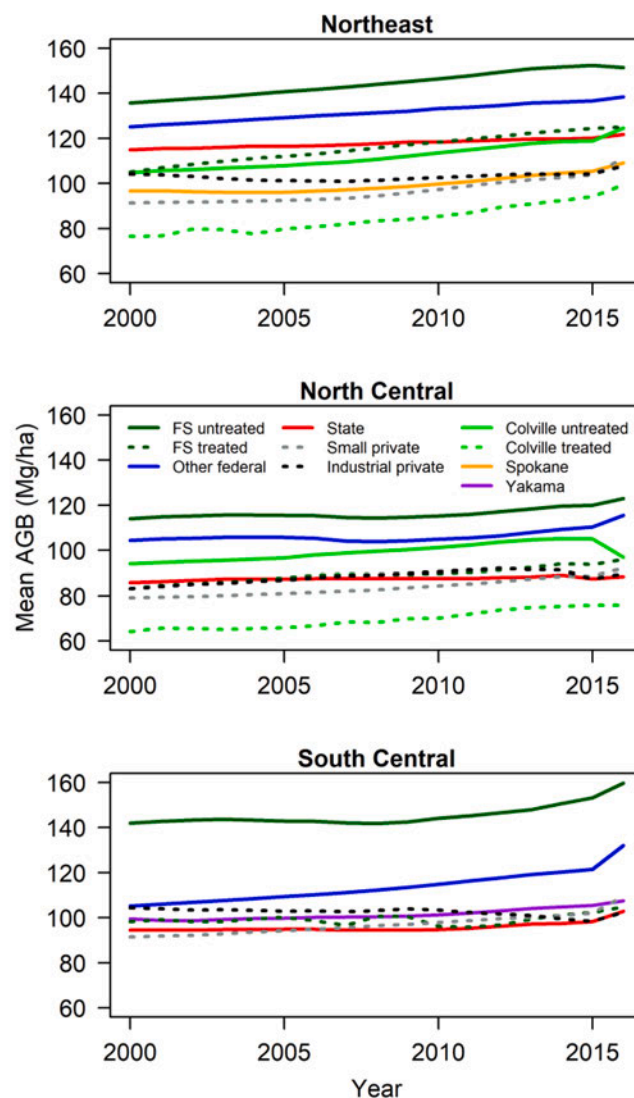 Northeast
160
140
120
100
80
60
2000 2005 2010 2015
North Central
160
140
120
100
80
60
FS untreated State Colville untreated
FS treated Small private Colville treated
Other federal Industrial private Spokane
Yakama
Mean AGB (Mg/ha)
2000 2005 2010 2015
South Central
160
140
120
100
80
60
2000 2005 2010 2015
Year